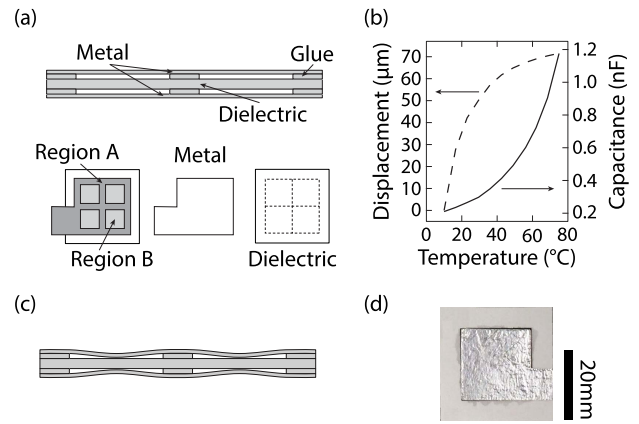 (a)
Metal
Glue
Dielectric
Region A
Metal
Region B
Dielectric
(b)
Displacement (µm)
70
60
50
40
30
20
10
0
1.2
1.0
0.8
0.6
0.4
0.2
Capacitance (nF)
0 20 40 60 80
Temperature (°C)
(c)
(d)
20mm